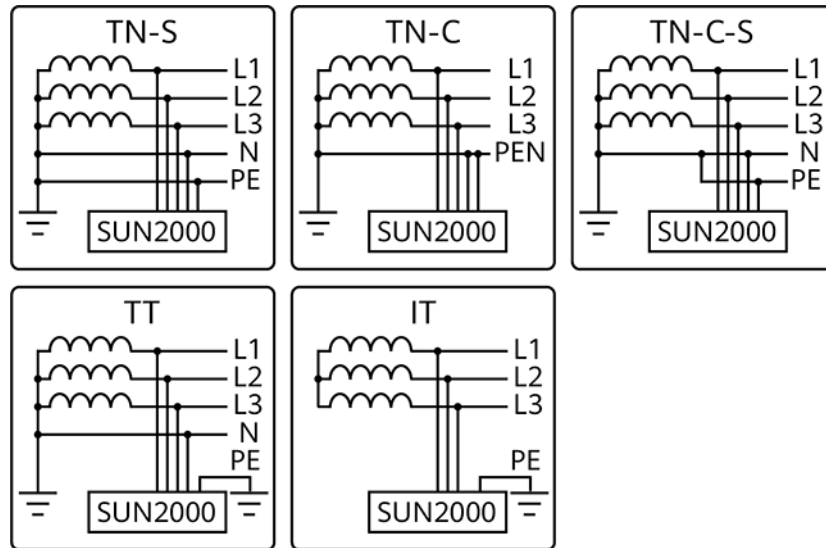 TN-S
L1
L2
L3
N
PE
SUN2000
TN-C
L1
L2
L3
PEN
SUN2000
TN-C-S
L1
L2
L3
N
PE
SUN2000
TT
L1
L2
L3
N
PE
SUN2000
IT
L1
L2
L3
PE
SUN2000